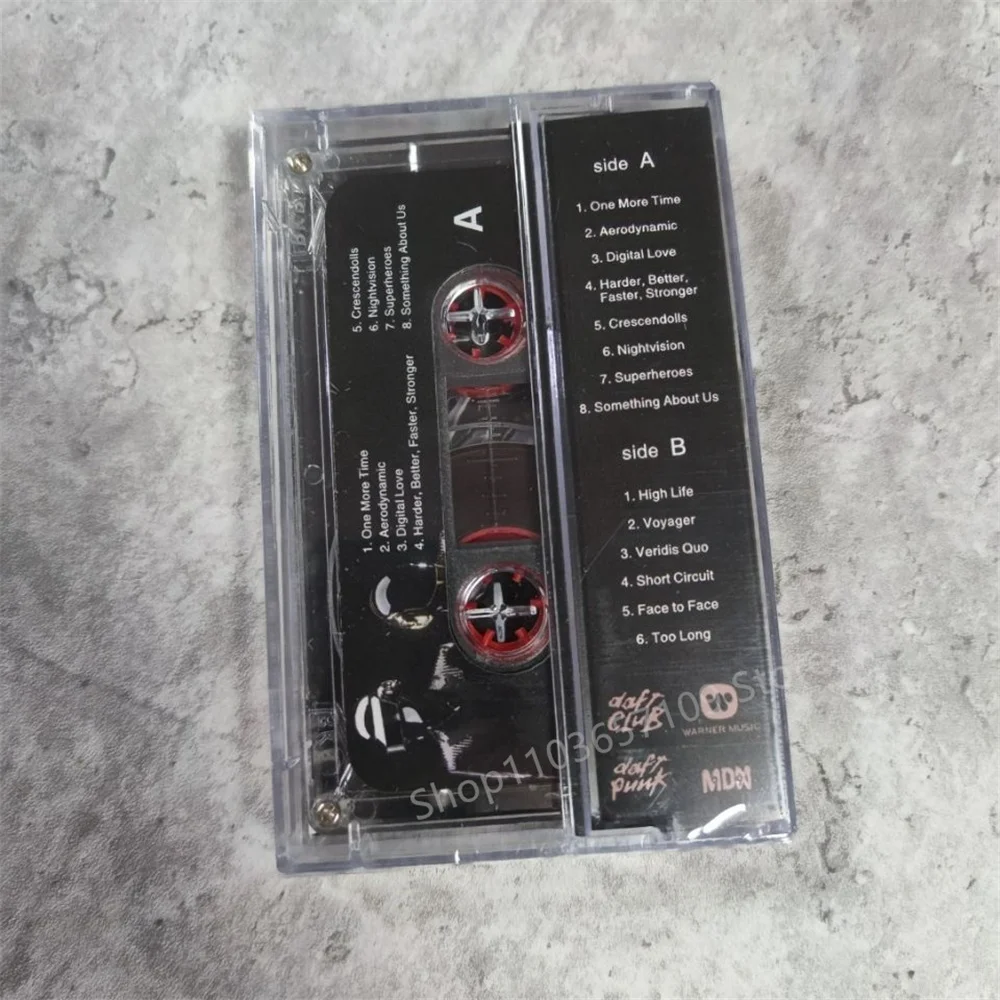 A
5. Crescendolls
6. Nightvision
7. Superheroes
8. Something About Us
1. One More Time
2. Aerodynamic
3. Digital Love
4. Harder, Better, Faster, Stronger
side A
1. One More Time
2. Aerodynamic
3. Digital Love
4. Harder, Better,
Faster, Stronger
5. Crescendolls
6. Nightvision
7. Superheroes
8. Something About Us
side B
1. High Life
2. Voyager
3. Veridis Quo
4. Short Circuit
5. Face to Face
6. Too Long
daft
club
WARNER MUSIC
daft
punk
MDN